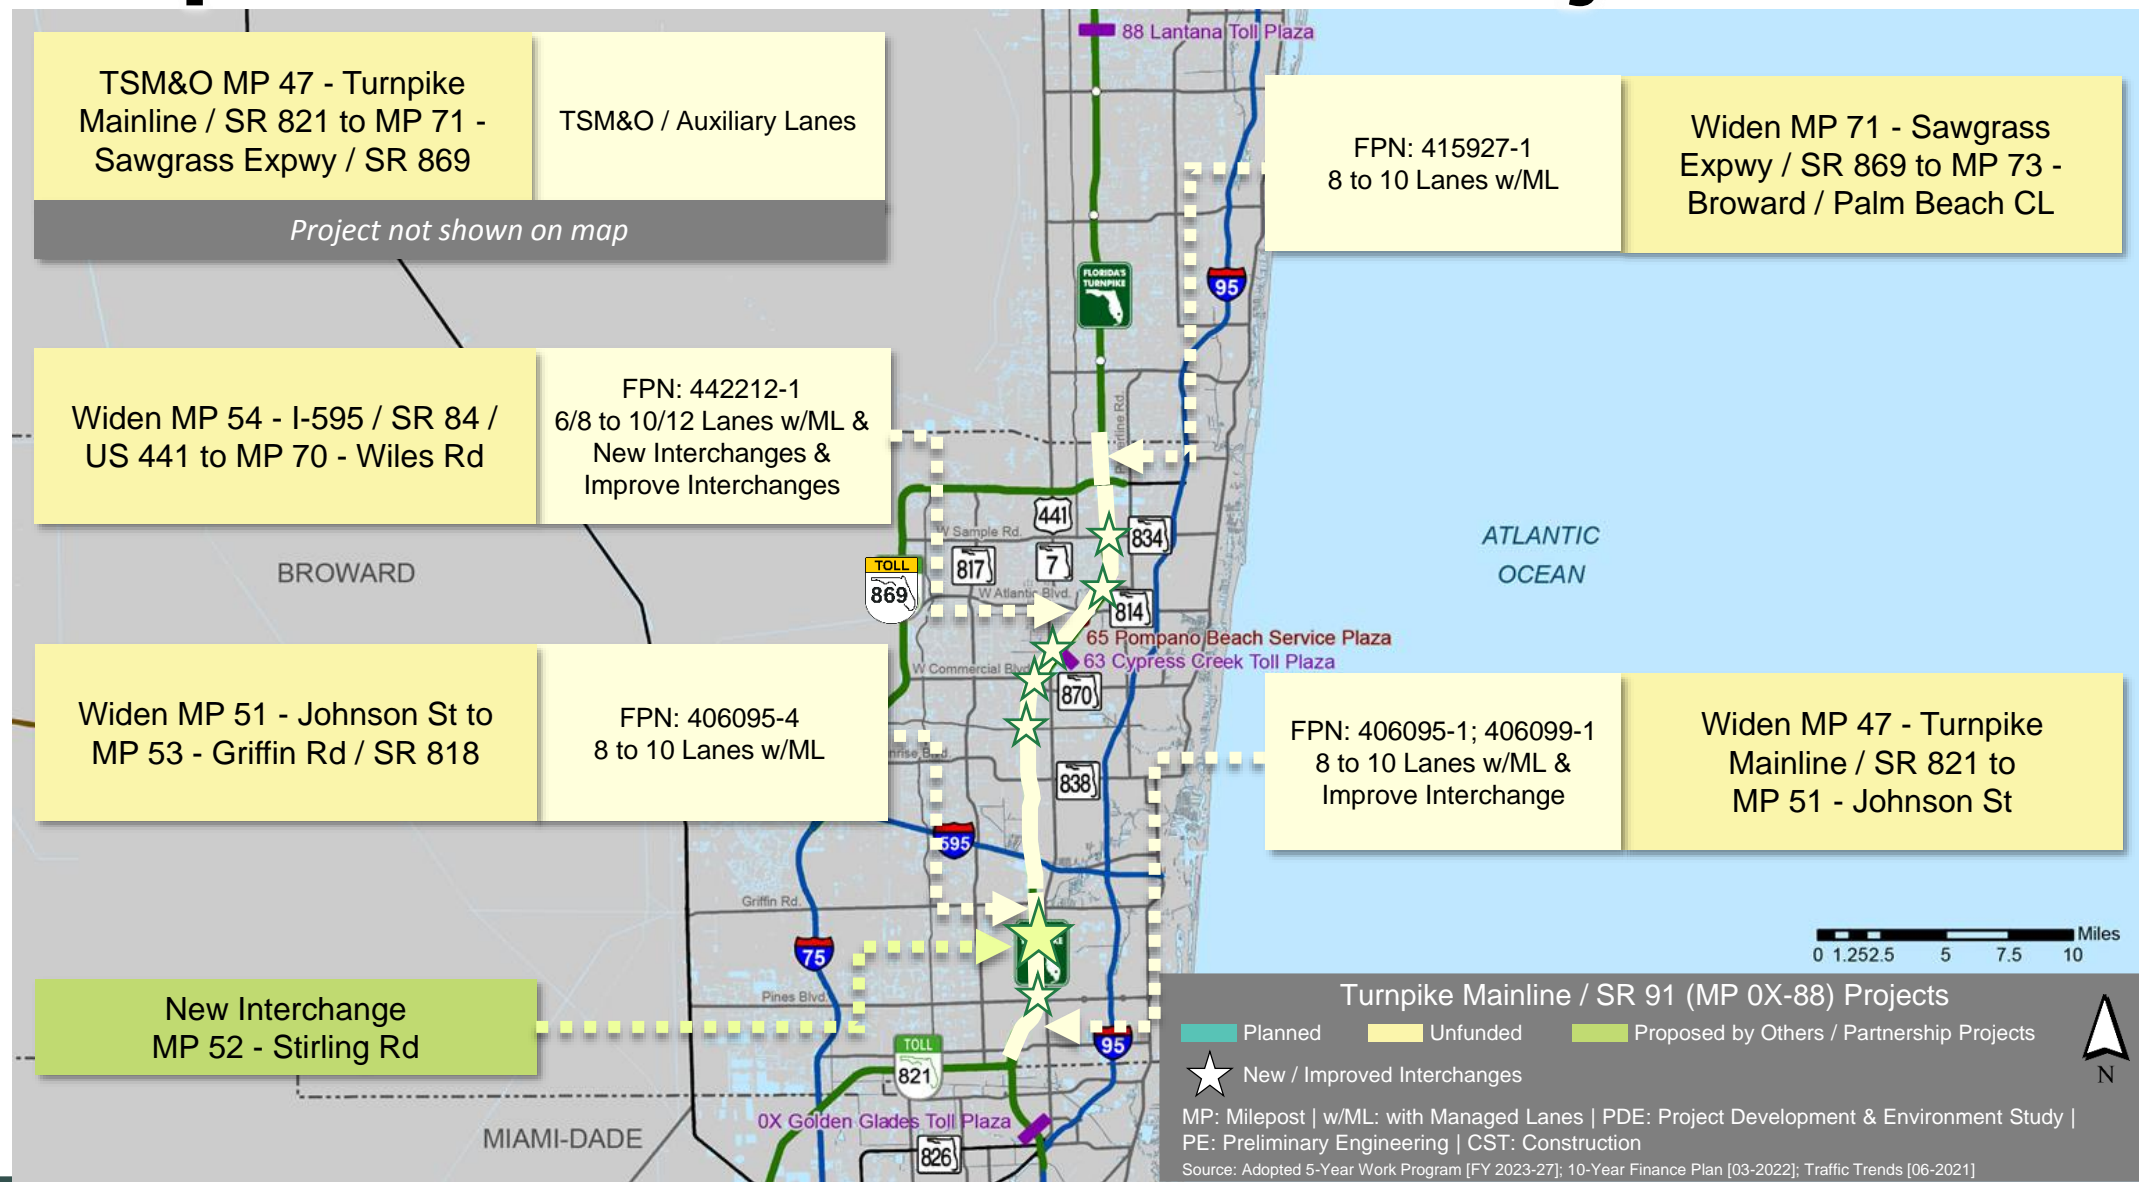 88 Lantana Toll Plaza
TSM&O MP 47 - Turnpike
Mainline / SR 821 to MP 71 -
Sawgrass Expwy / SR 869
TSM&O / Auxiliary Lanes
Project not shown on map
FPN: 415927-1
8 to 10 Lanes w/ML
Widen MP 71 - Sawgrass
Expwy / SR 869 to MP 73 -
Broward / Palm Beach CL
FLORIDA'S
TURNPIKE
95
Widen MP 54 - I-595 / SR 84 /
US 441 to MP 70 - Wiles Rd
FPN: 442212-1
6/8 to 10/12 Lanes w/ML &
New Interchanges &
Improve Interchanges
441
W Sample Rd.
834
817
7
ATLANTIC
OCEAN
BROWARD
TOLL
869
W Atlantic Blvd.
814
65 Pompano Beach Service Plaza
63 Cypress Creek Toll Plaza
W Commercial Blvd
870
Widen MP 51 - Johnson St to
MP 53 - Griffin Rd / SR 818
FPN: 406095-4
8 to 10 Lanes w/ML
FPN: 406095-1; 406099-1
8 to 10 Lanes w/ML &
Improve Interchange
Widen MP 47 - Turnpike
Mainline / SR 821 to
MP 51 - Johnson St
838
595
Griffin Rd.
75
Pines Blvd.
New Interchange
MP 52 - Stirling Rd
95
TOLL
821
0X Golden Glades Toll Plaza
826
MIAMI-DADE
Miles
0 1.25 2.5 5 7.5 10
Turnpike Mainline / SR 91 (MP 0X-88) Projects
Planned Unfunded Proposed by Others / Partnership Projects
New / Improved Interchanges
N
MP: Milepost | w/ML: with Managed Lanes | PDE: Project Development & Environment Study |
PE: Preliminary Engineering | CST: Construction
Source: Adopted 5-Year Work Program [FY 2023-27]; 10-Year Finance Plan [03-2022]; Traffic Trends [06-2021]